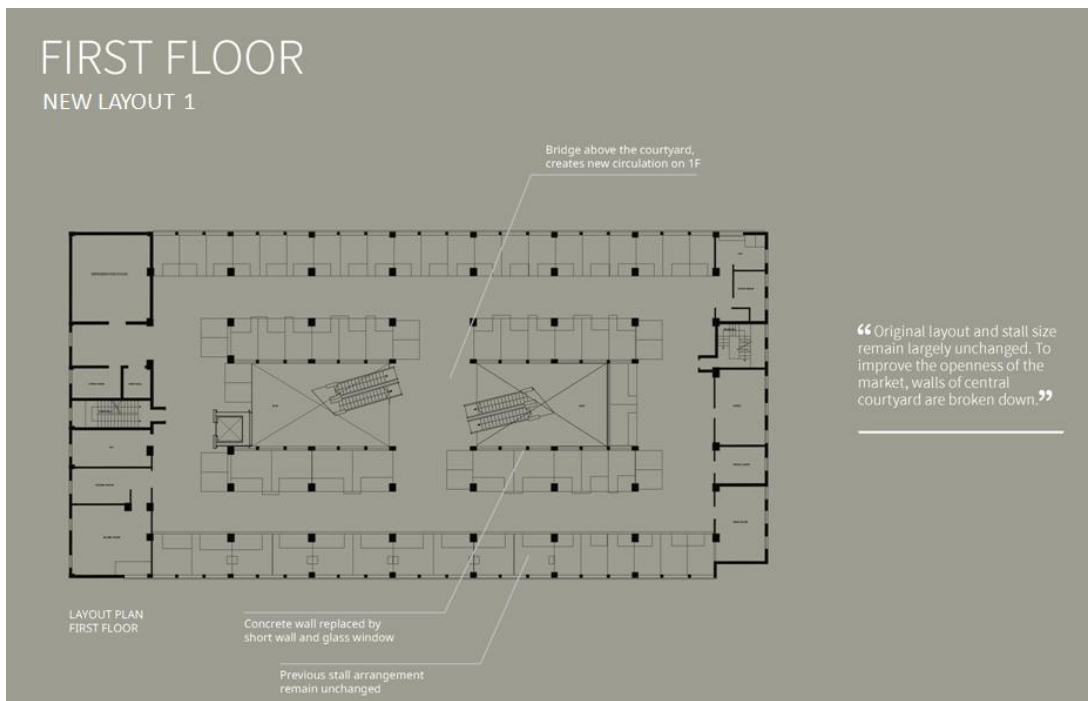 FIRST FLOOR
NEW LAYOUT 1
Bridge above the courtyard,
creates new circulation on 1F
“ Original layout and stall size
remain largely unchanged. To
improve the openness of the
market, walls of central
courtyard are broken down.”
LAYOUT PLAN
FIRST FLOOR
Concrete wall replaced by
short wall and glass window
Previous stall arrangement
remain unchanged